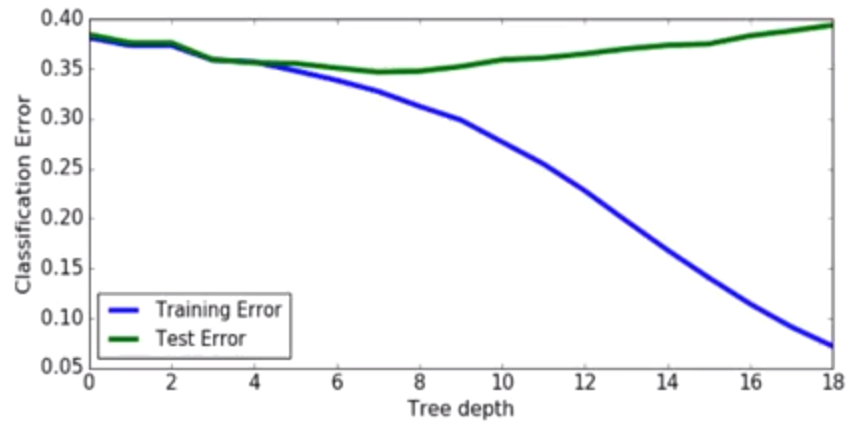 0.40
0.35
0.30
0.25
0.20
0.15
0.10
0.05
Classification Error
Training Error
Test Error
0 2 4 6 8 10 12 14 16 18
Tree depth